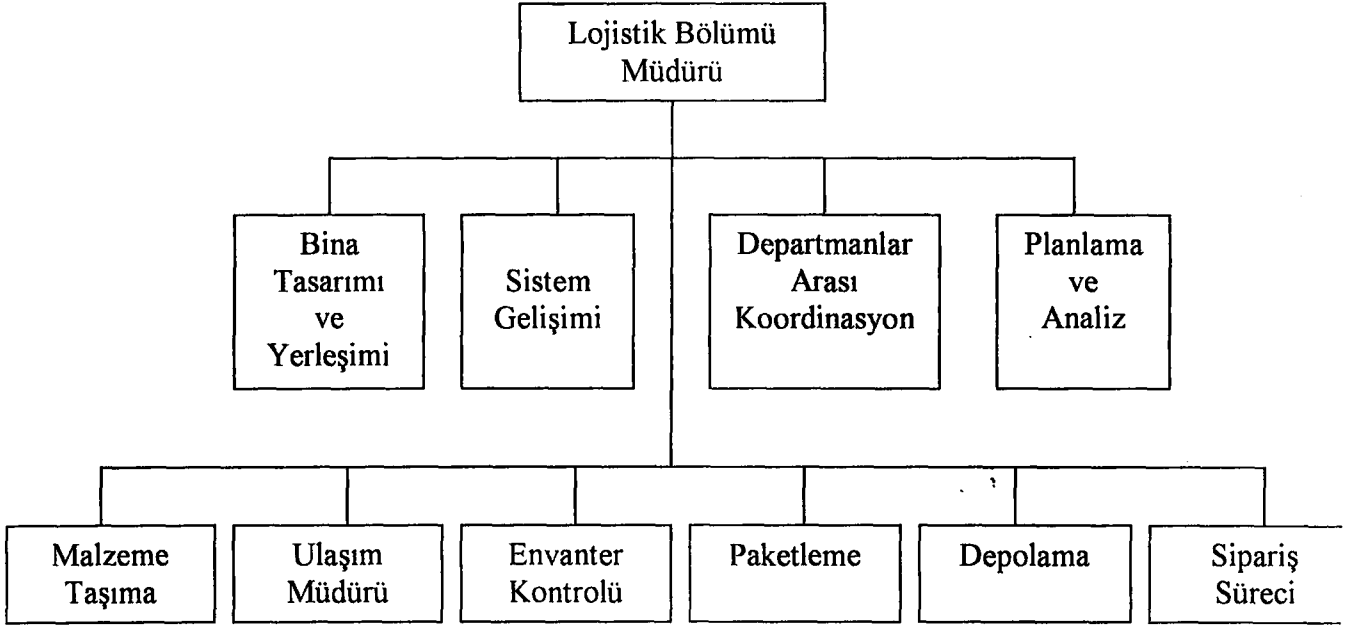 Lojistik Bölümü
Müdürü
Bina
Tasarımı
ve
Yerleşimi
Sistem
Gelişimi
Departmanlar
Arası
Koordinasyon
Planlama
ve
Analiz
Malzeme
Taşıma
Ulaşım
Müdürü
Envanter
Kontrolü
Paketleme
Depolama
Sipariş
Süreci